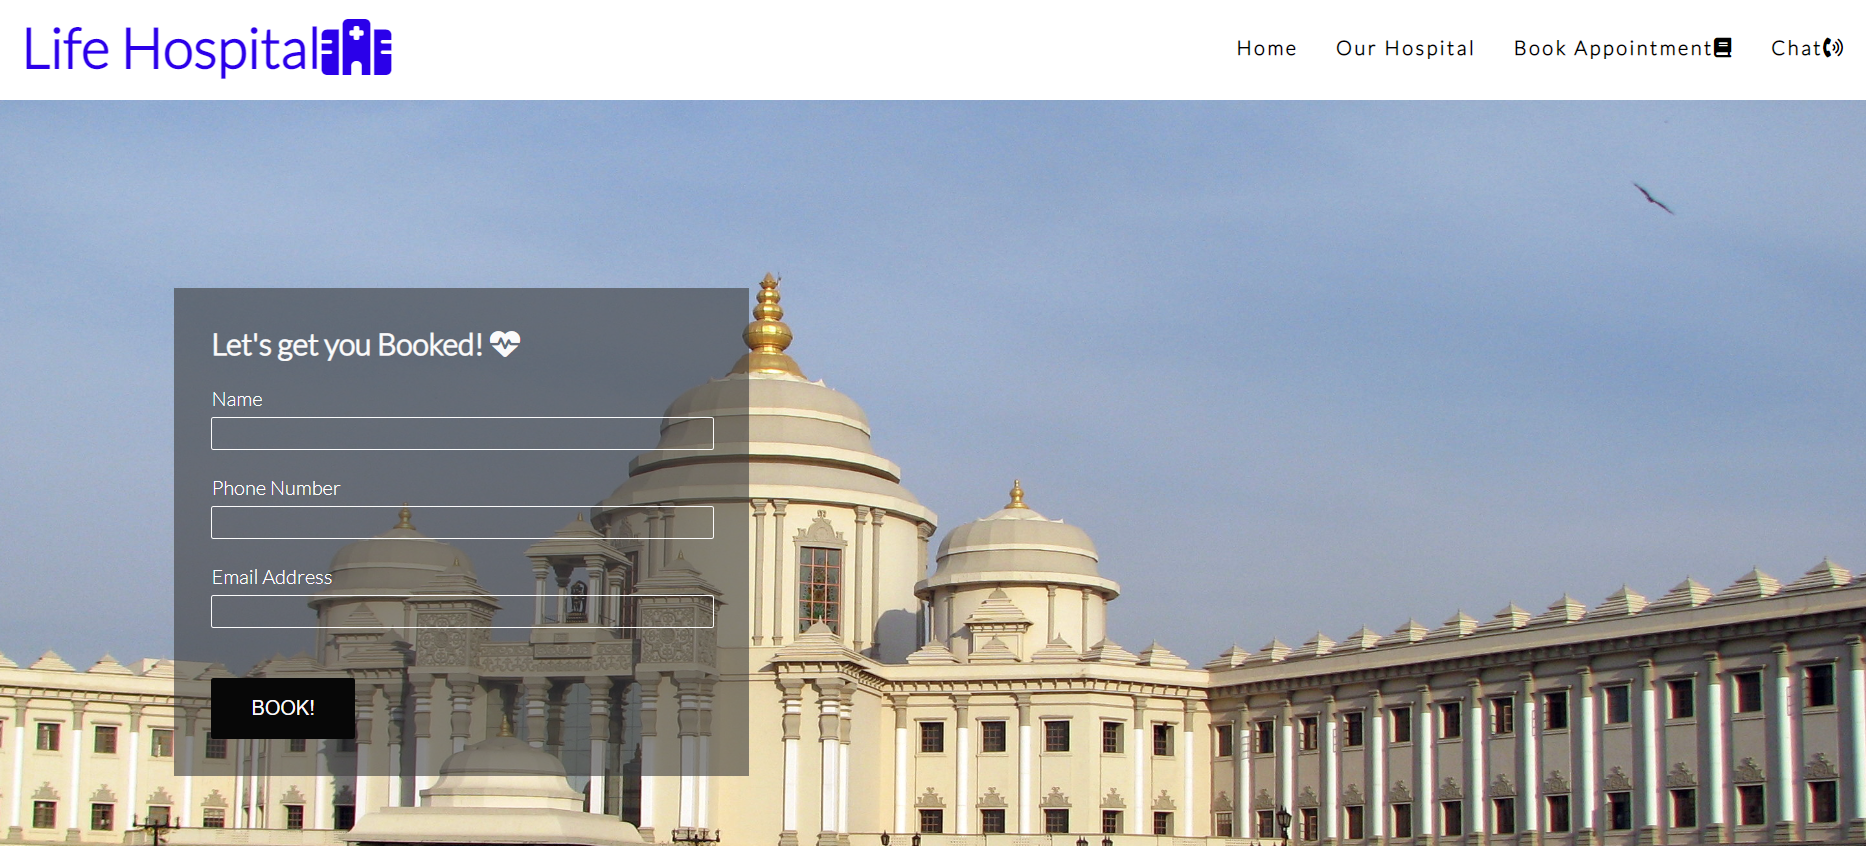 Life Hospital
Home Our Hospital Book Appointment Chat
Let's get you Booked!
Name
Phone Number
Email Address
BOOK!